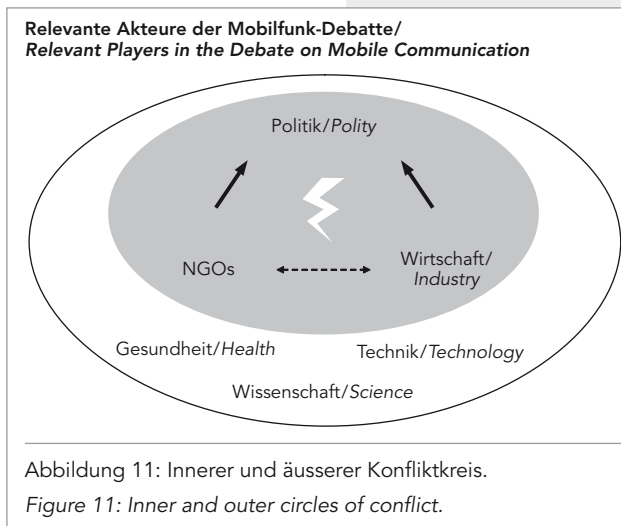 Relevante Akteure der Mobilfunk-Debatte/
Relevant Players in the Debate on Mobile Communication
Politik/Polity
NGOs
Wirtschaft/
Industry
Gesundheit/Health
Technik/Technology
Wissenschaft/Science
Abbildung 11: Innerer und äusserer Konfliktkreis.
Figure 11: Inner and outer circles of conflict.